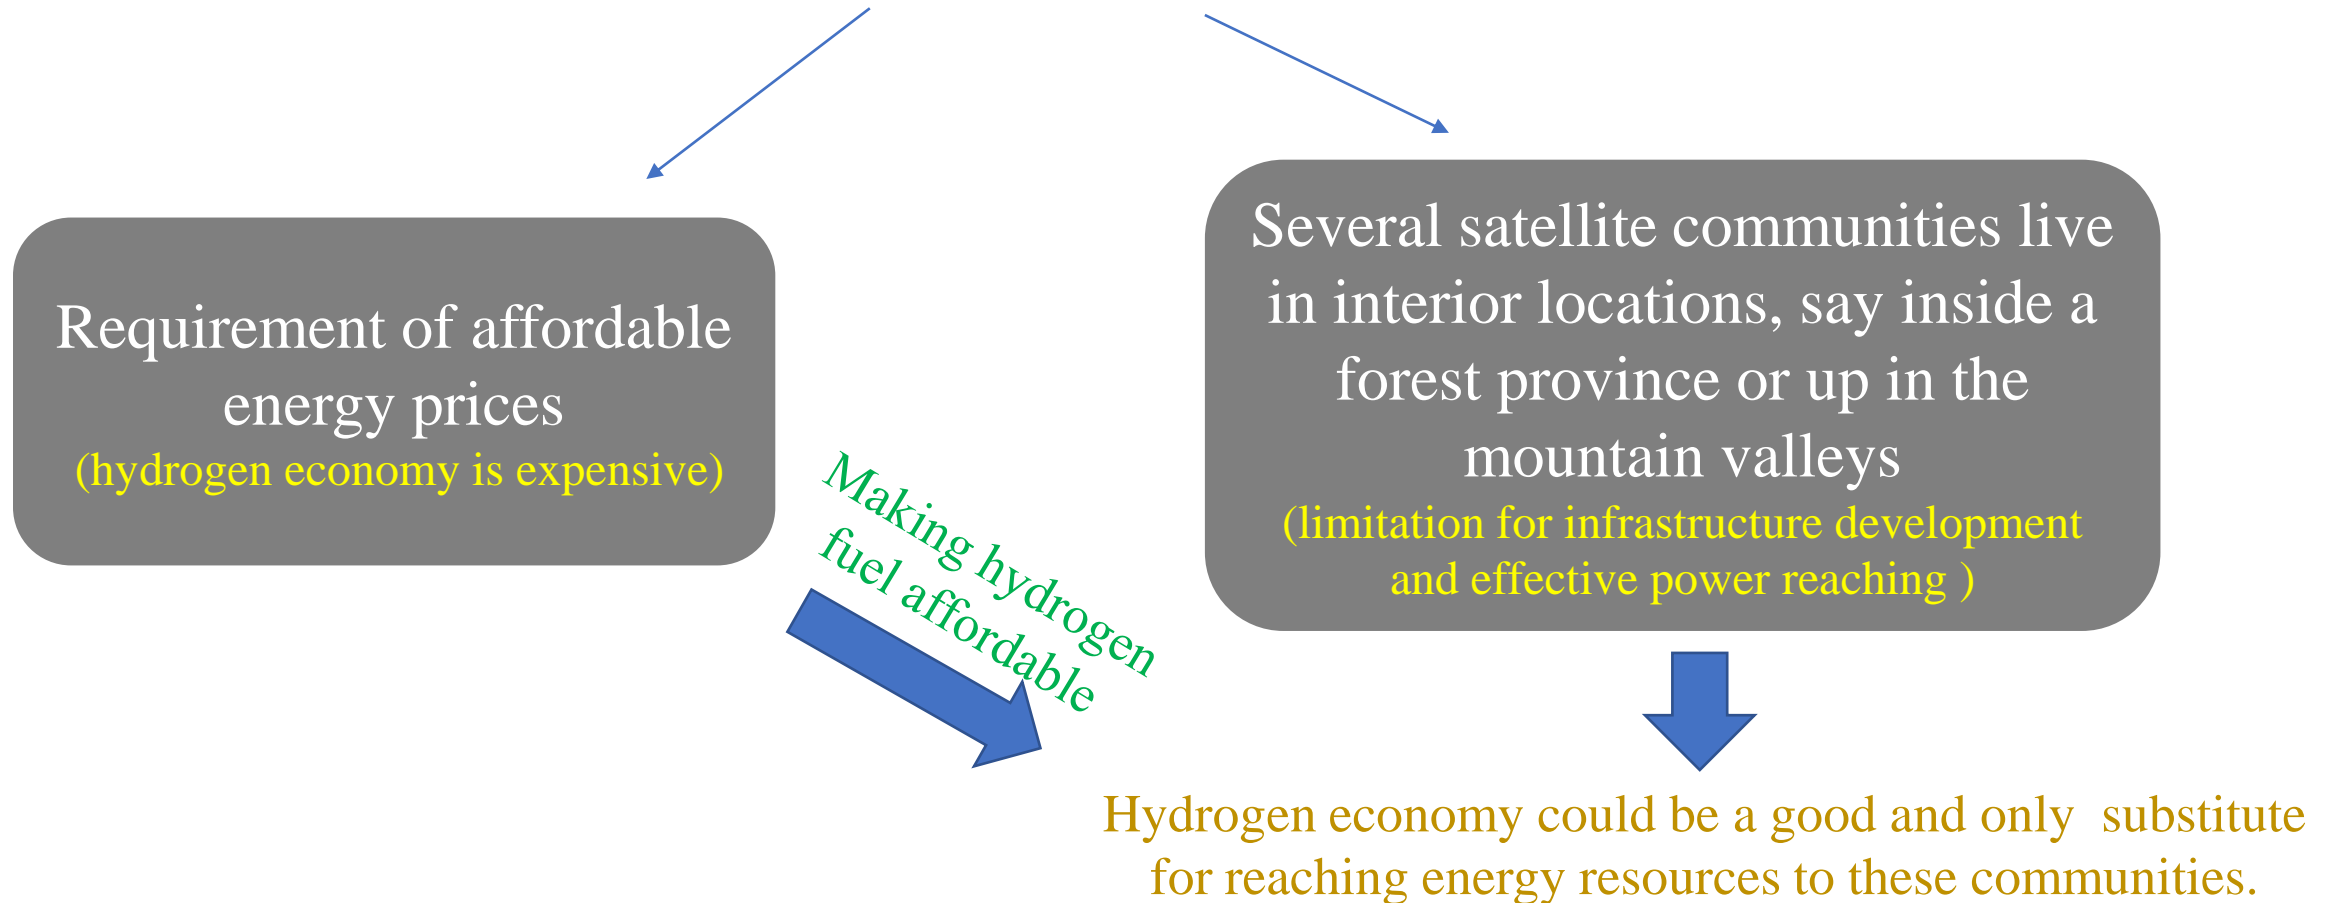 Requirement of affordable
energy prices
(hydrogen economy is expensive)
Several satellite communities live
in interior locations, say inside a
forest province or up in the
mountain valleys
(limitation for infrastructure development
and effective power reaching )
Making hydrogen
fuel affordable
Hydrogen economy could be a good and only  substitute
for reaching energy resources to these communities.